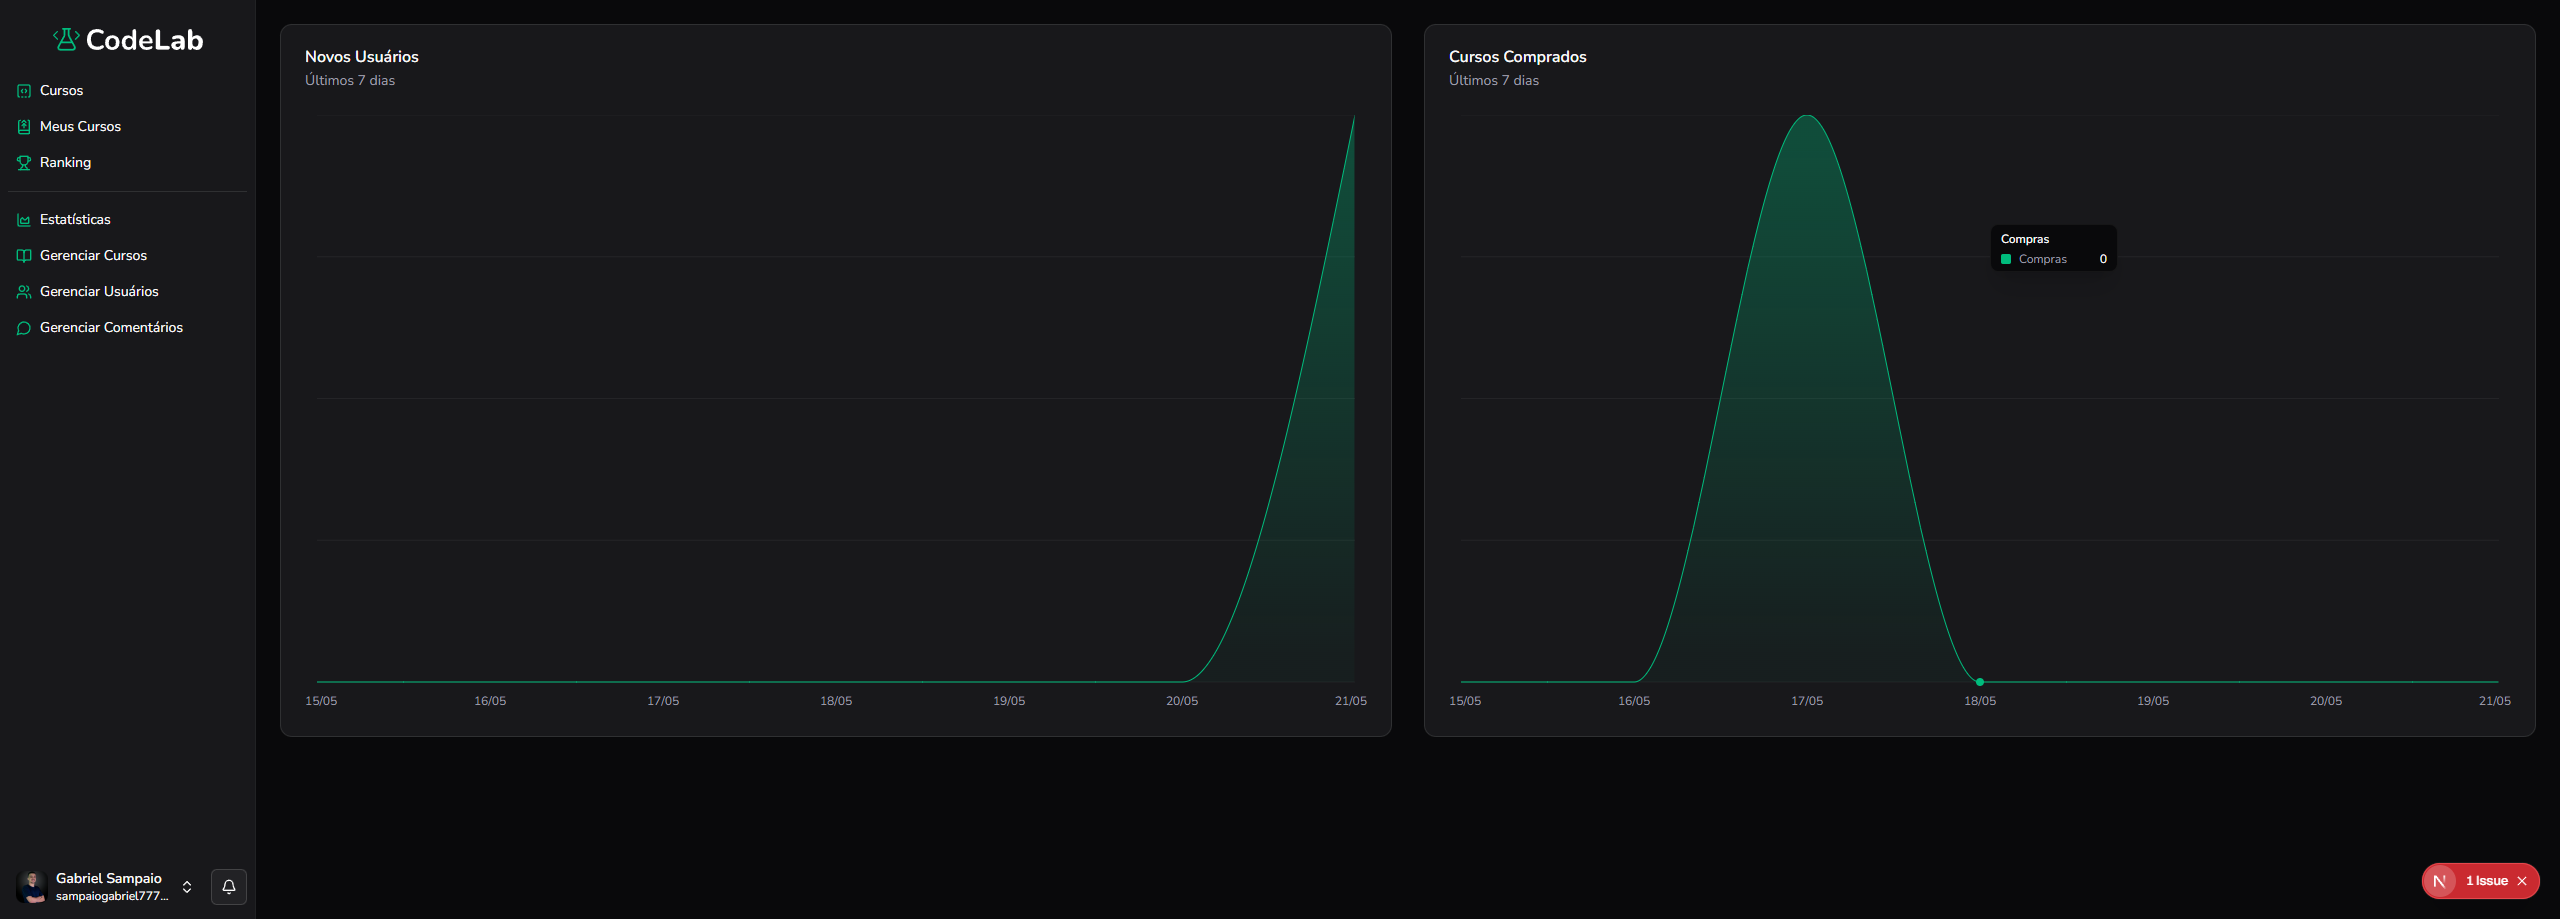 CodeLab
Cursos
Meus Cursos
Ranking
Estatísticas
Gerenciar Cursos
Gerenciar Usuários
Gerenciar Comentários
Gabriel Sampaio
sampaiogabriel777...
Novos Usuários
Últimos 7 dias
15/05 16/05 17/05 18/05 19/05 20/05 21/05
Cursos Comprados
Últimos 7 dias
Compras
Compras 0
15/05 16/05 17/05 18/05 19/05 20/05 21/05
N 1 Issue